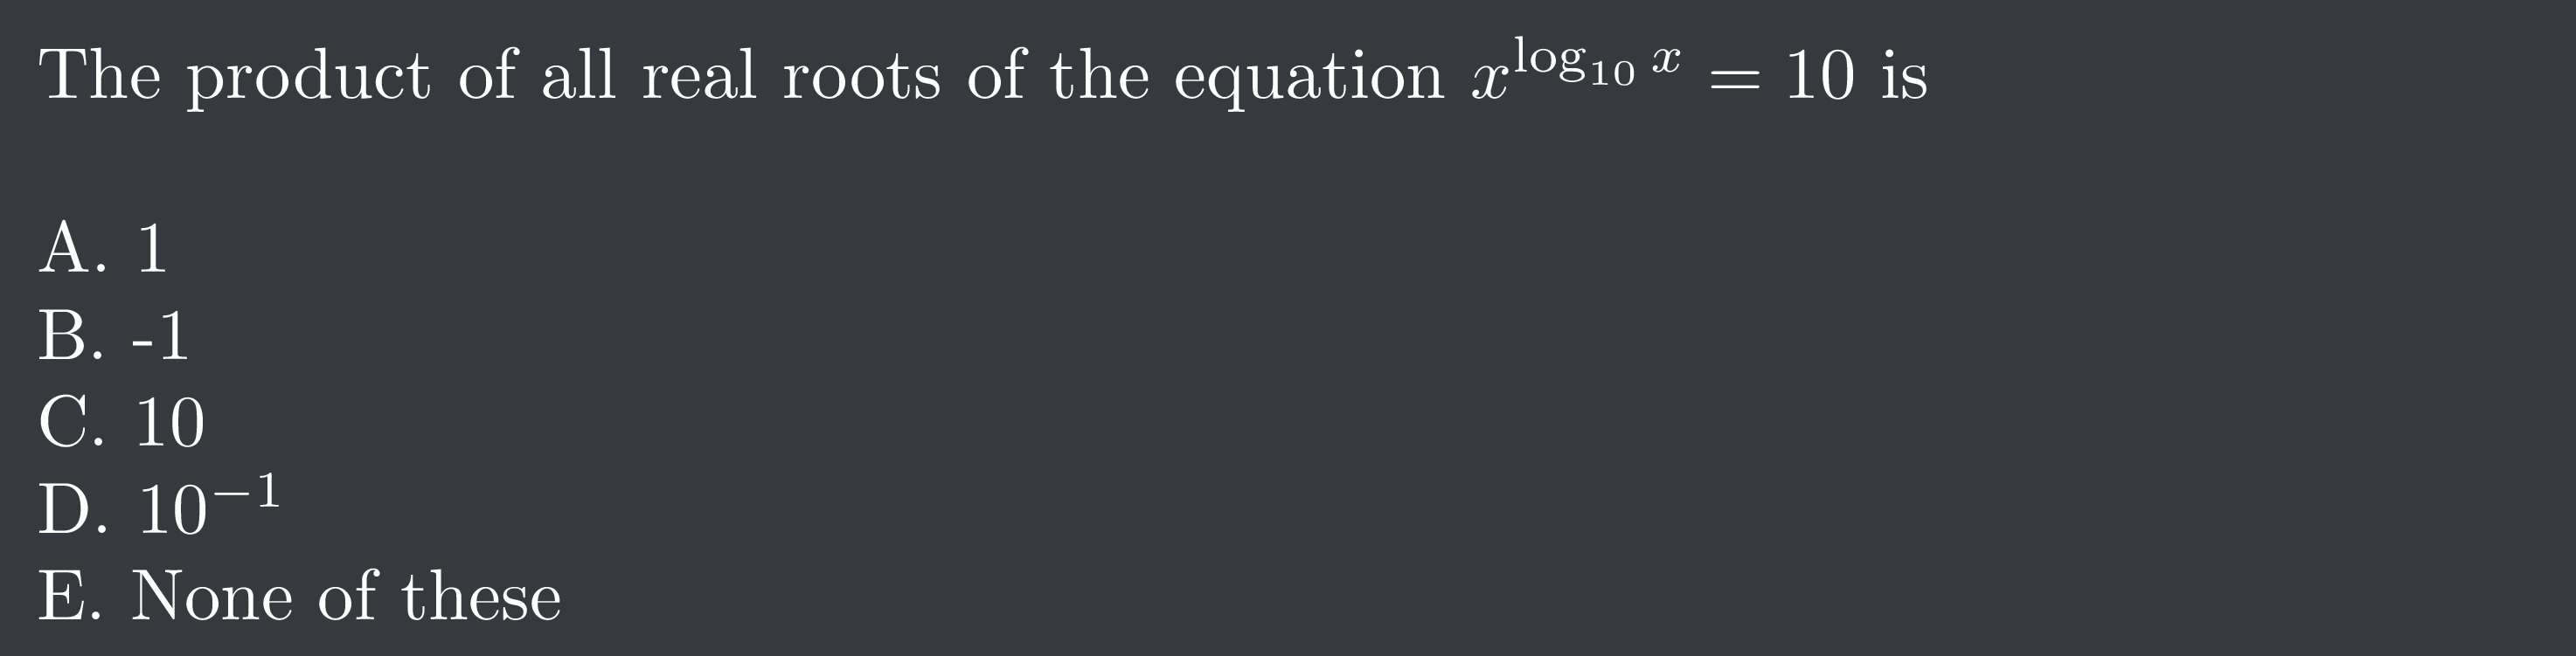 The product of all real roots of the equation $x^{\log_{10} x} = 10$ is
A. 1
B. -1
C. 10
D. $10^{-1}$
E. None of these